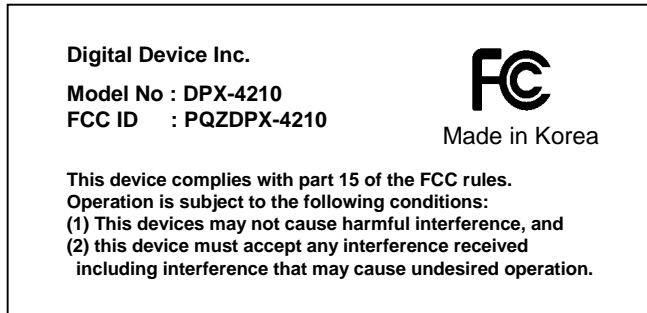 Digital Device Inc.
Model No : DPX-4210
FCC ID : PQZDPX-4210
FCC
Made in Korea
This device complies with part 15 of the FCC rules.
Operation is subject to the following conditions:
(1) This devices may not cause harmful interference, and
(2) this device must accept any interference received
including interference that may cause undesired operation.